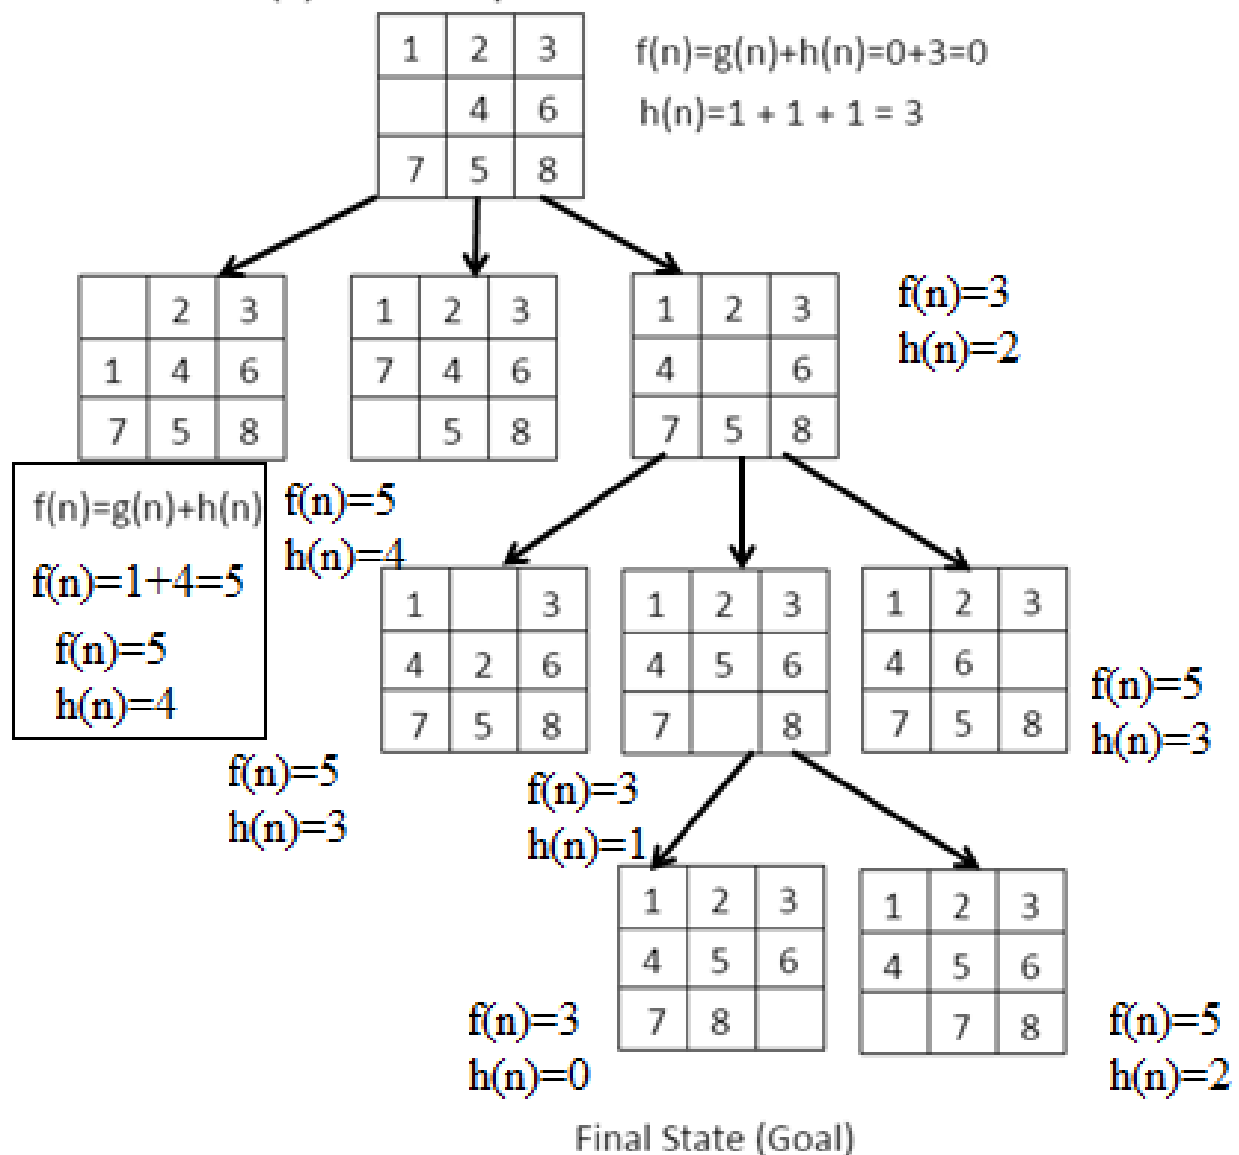 1 2 3
4 6
7 5 8
f(n)=g(n)+h(n)=0+3=0
h(n)=1 + 1 + 1 = 3
2 3
1 4 6
7 5 8
f(n)=g(n)+h(n)
f(n)=1+4=5
f(n)=5
h(n)=4
1 2 3
7 4 6
5 8
f(n)=5
h(n)=4
1 2 3
4 6
7 5 8
f(n)=3
h(n)=2
1 3
4 2 6
7 5 8
f(n)=5
h(n)=3
1 2 3
4 5 6
7 8
f(n)=3
h(n)=1
1 2 3
4 6
7 5 8
f(n)=5
h(n)=3
1 2 3
4 5 6
7 8
f(n)=3
h(n)=0
1 2 3
4 5 6
7 8
f(n)=5
h(n)=2
Final State (Goal)